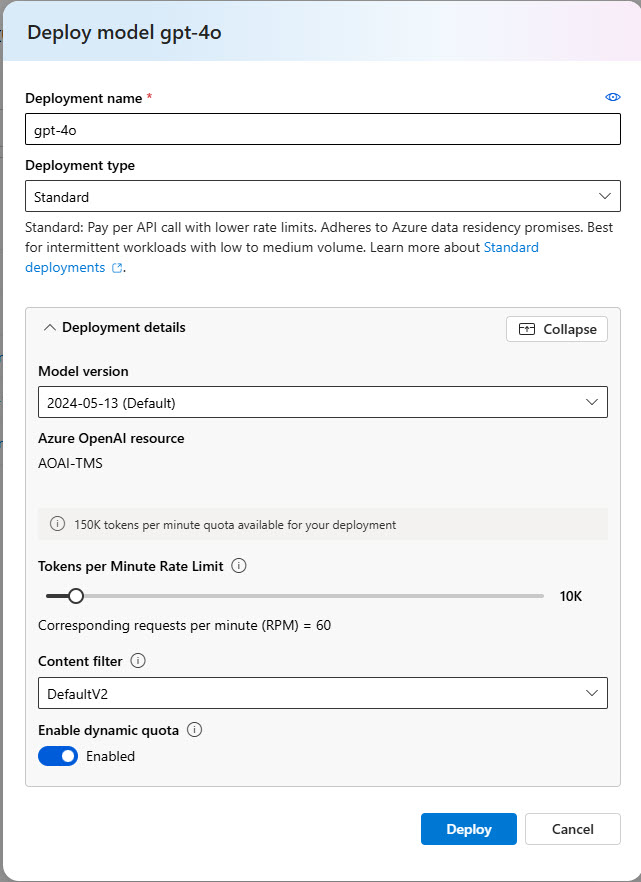 Deploy model gpt-4o
Deployment name *
gpt-4o
Deployment type
Standard
Standard: Pay per API call with lower rate limits. Adheres to Azure data residency promises. Best
for intermittent workloads with low to medium volume. Learn more about Standard
deployments .
Deployment details
Collapse
Model version
2024-05-13 (Default)
Azure OpenAI resource
AOAI-TMS
150K tokens per minute quota available for your deployment
Tokens per Minute Rate Limit
10K
Corresponding requests per minute (RPM) = 60
Content filter
DefaultV2
Enable dynamic quota
Enabled
Deploy
Cancel